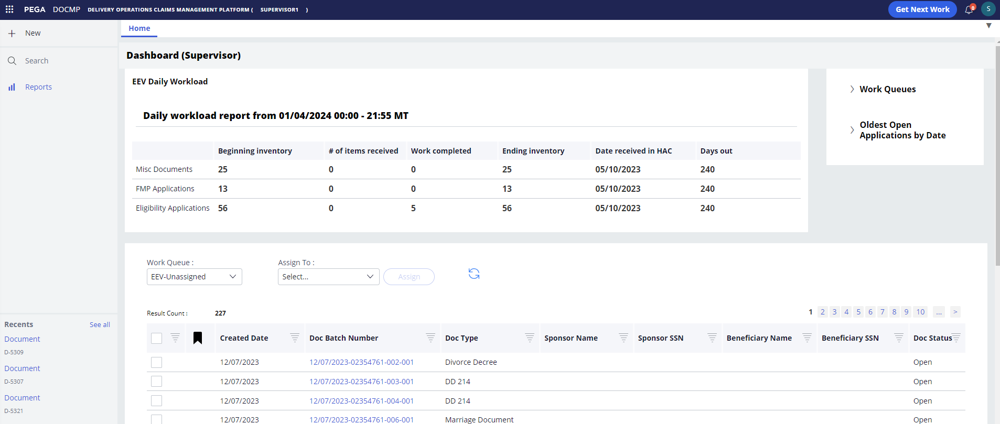 PEGA DOCMP DELIVERY OPERATIONS CLAIMS MANAGEMENT PLATFORM ( SUPERVISOR1 ) Get Next Work 0 S
New
Search
Reports
Home
Dashboard (Supervisor)
EEV Daily Workload
Daily workload report from 01/04/2024 00:00 - 21:55 MT
Beginning inventory # of items received Work completed Ending inventory Date received in HAC Days out
Misc Documents 25 0 0 25 05/10/2023 240
FMP Applications 13 0 0 13 05/10/2023 240
Eligibility Applications 56 0 5 56 05/10/2023 240
Work Queues
Oldest Open
Applications by Date
Work Queue :
EEV-Unassigned
Assign To :
Select...
Assign
Result Count : 227
1 2 3 4 5 6 7 8 9 10 ... >
Created Date Doc Batch Number Doc Type Sponsor Name Sponsor SSN Beneficiary Name Beneficiary SSN Doc Status
12/07/2023 12/07/2023-02354761-002-001 Divorce Decree Open
12/07/2023 12/07/2023-02354761-003-001 DD 214 Open
12/07/2023 12/07/2023-02354761-004-001 DD 214 Open
12/07/2023 12/07/2023-02354761-006-001 Marriage Document Open
Recents See all
Document
D-5309
Document
D-5307
Document
D-5321